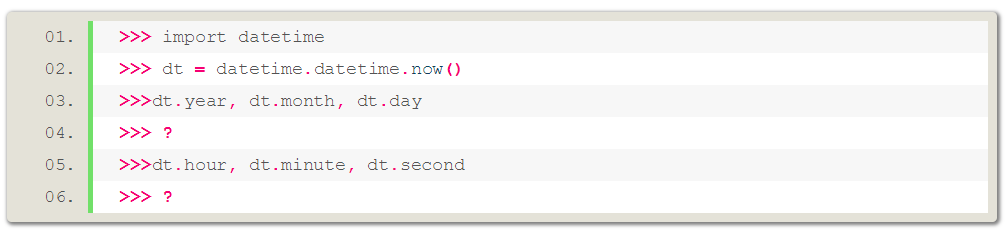 01. >>> import datetime
02. >>> dt = datetime.datetime.now()
03. >>>dt.year, dt.month, dt.day
04. >>> ?
05. >>>dt.hour, dt.minute, dt.second
06. >>> ?